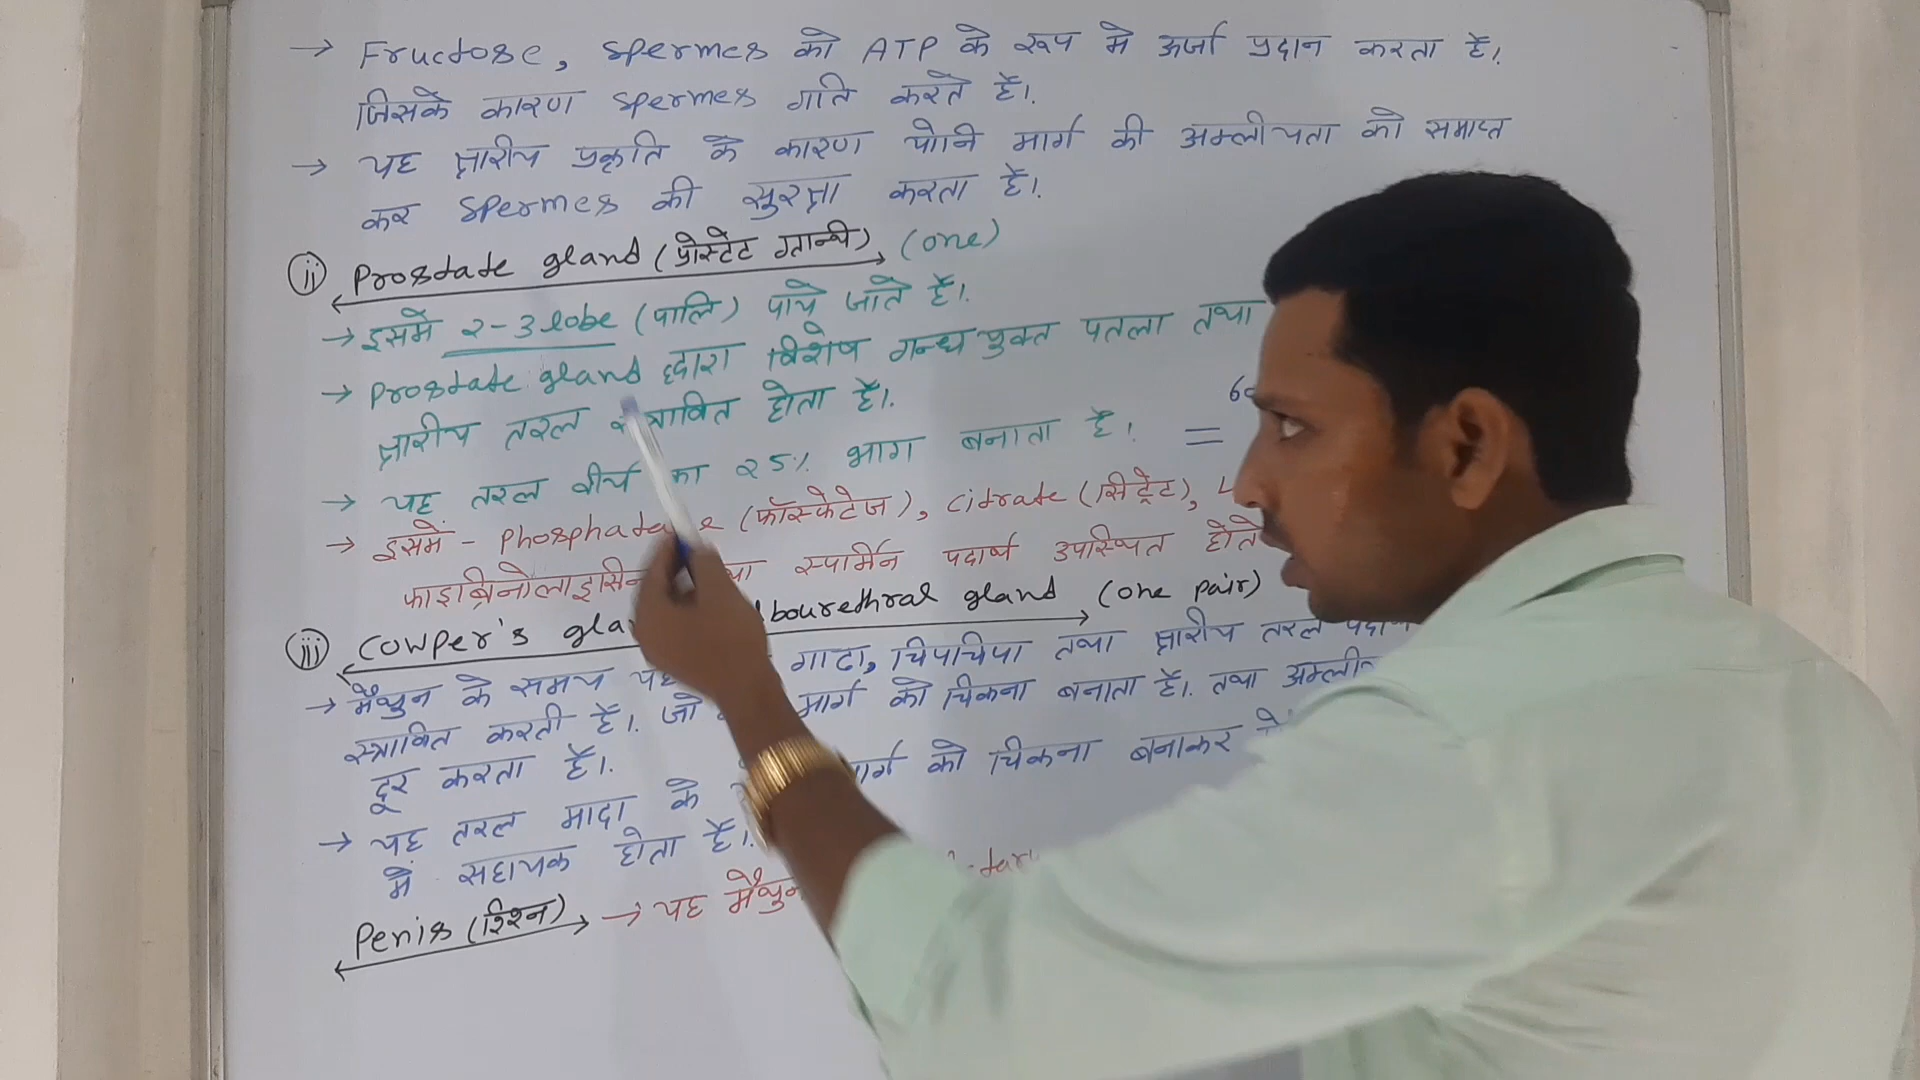 → Fructose, Spermes को ATP के रूप मे ऊर्जा प्रदान करता है।
जिसके कारण Spermes गति करते है।
→ यह क्षारीय प्रकृति के कारण योनि मार्ग की अम्लीयता को समाप्त
कर Spermes की सुरक्षा करता है।
(ii) Prostate gland (प्रोस्टेट ग्रन्थि) (one)
→ इसमें 2-3 lobe (पालि) पाये जाते है।
→ Prostate gland द्वारा विशेष गन्धयुक्त पतला तथा
क्षारीय तरल स्त्रावित होता है।
→ यह तरल वीर्य का 25% भाग बनाता है। =
→ इसमें - Phosphatase (फॉस्फेटेज), Citrate (सिट्रेट),
फाइब्रिनोलाइसिन स्पर्मिन पदार्थ उपस्थित होते
(iii) Cowper's bourethral gland (one pair)
→ मैथुन के समय यह गाढा, चिपचिपा तथा क्षारीय तरल
स्त्रावित करती है। जो मार्ग को चिकना बनाता है। तथा
दूर करता है।
→ यह तरल मादा के मार्ग को चिकना बनाकर
में सहायक होता है।
Penis (शिश्न) → यह